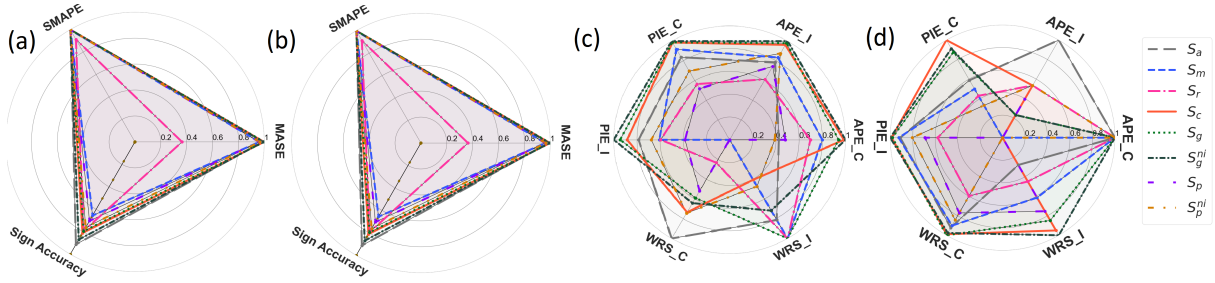 (a)
SMAPE
MASE
Sign Accuracy
0.2 0.4 0.6 0.8 1
(b)
SMAPE
MASE
Sign Accuracy
0.2 0.4 0.6 0.8 1
(c)
PIE_C
APE_I
PIE_I
APE_C
WRS_C
WRS_I
0.2 0.4 0.6 0.8 1
(d)
PIE_C
APE_I
PIE_I
APE_C
WRS_C
WRS_I
0.2 0.4 0.6 0.8 1
S_a
S_m
S_r
S_c
S_g
S_g^{ni}
S_p
S_p^{ni}